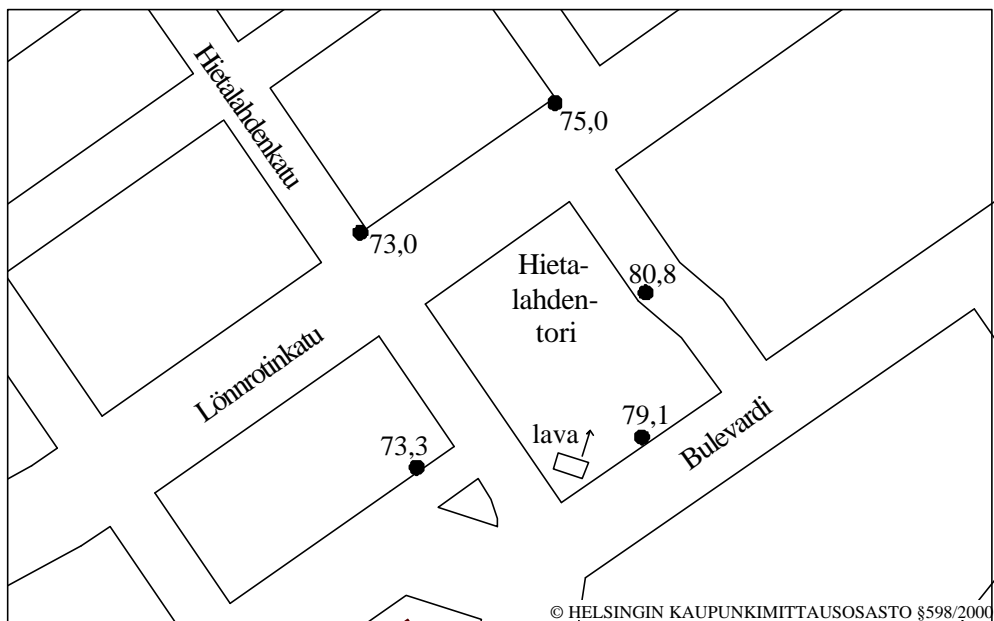 Hietalahdenkatu
75,0
73,0
Hieta-
lahden-
tori
80,8
Lönnrotinkatu
79,1
lava
73,3
Bulevardi
© HELSINGIN KAUPUNKIMITTAUSOSASTO §598/2000